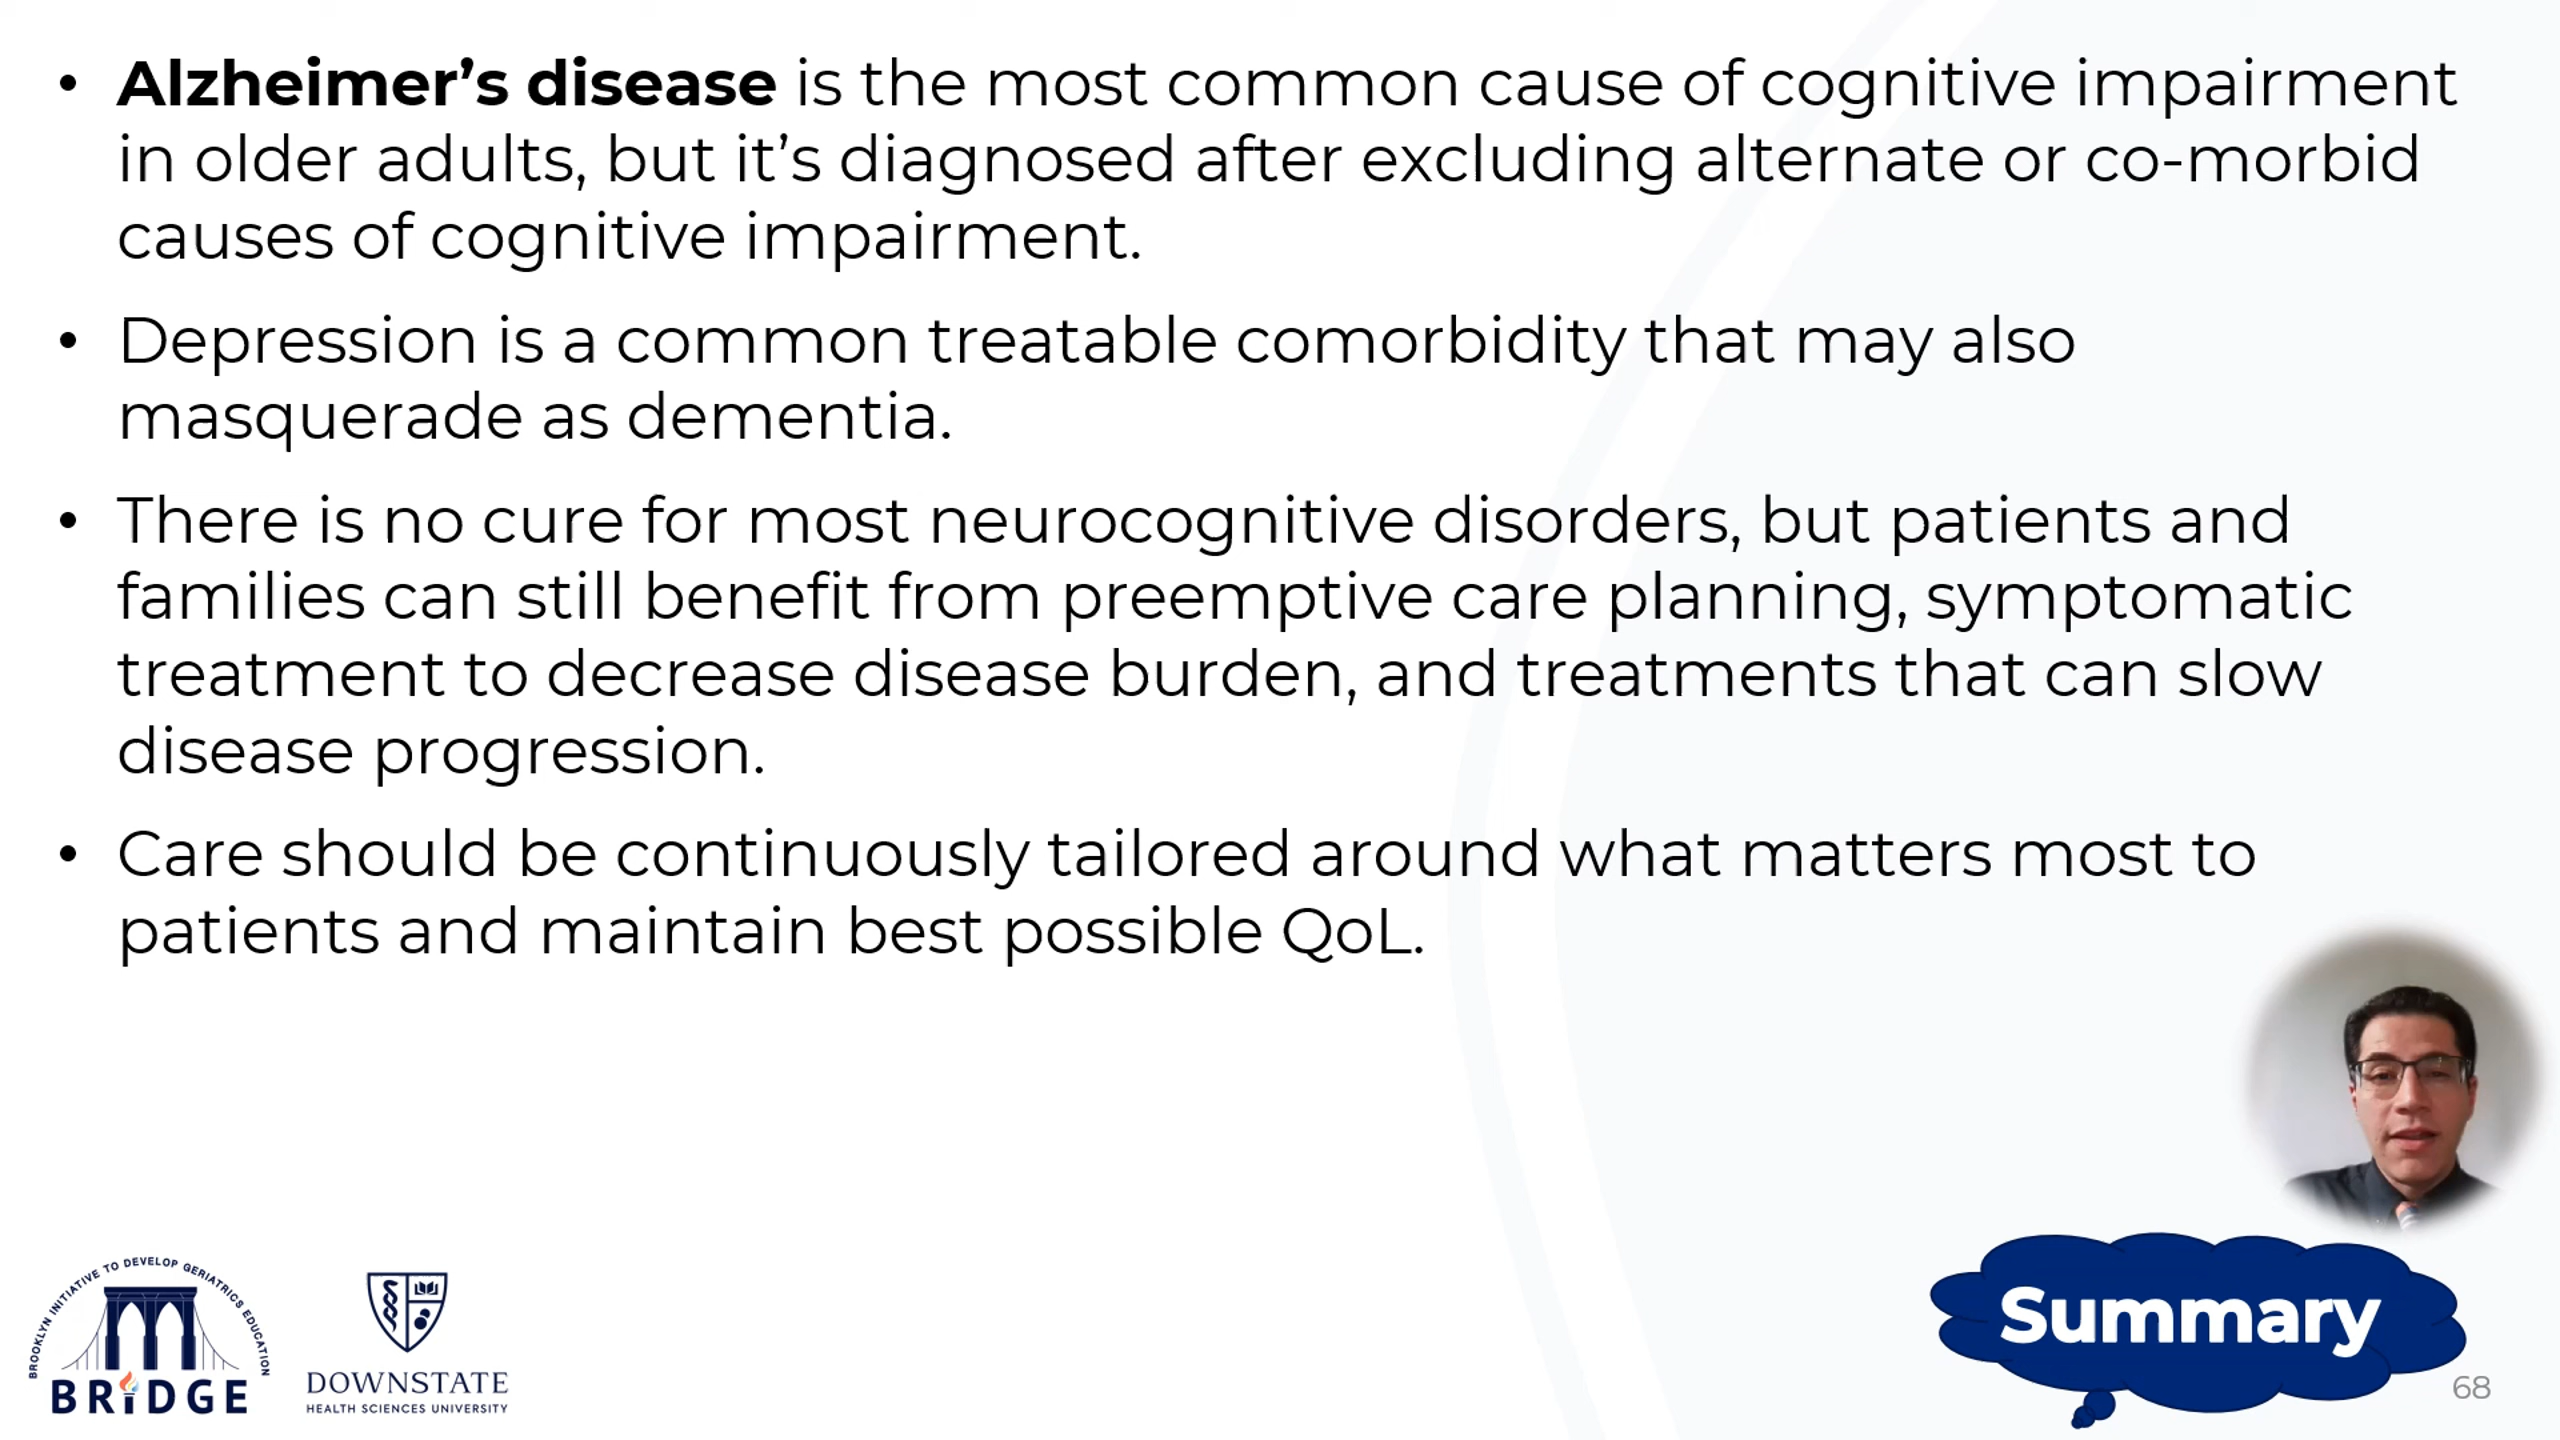 • Alzheimer’s disease is the most common cause of cognitive impairment
in older adults, but it’s diagnosed after excluding alternate or co-morbid
causes of cognitive impairment.
• Depression is a common treatable comorbidity that may also
masquerade as dementia.
• There is no cure for most neurocognitive disorders, but patients and
families can still benefit from preemptive care planning, symptomatic
treatment to decrease disease burden, and treatments that can slow
disease progression.
• Care should be continuously tailored around what matters most to
patients and maintain best possible QoL.
BROOKLYN INITIATIVE TO DEVELOP GERIATRICS EDUCATION
BRIDGE
DOWNSTATE
HEALTH SCIENCES UNIVERSITY
Summary
68